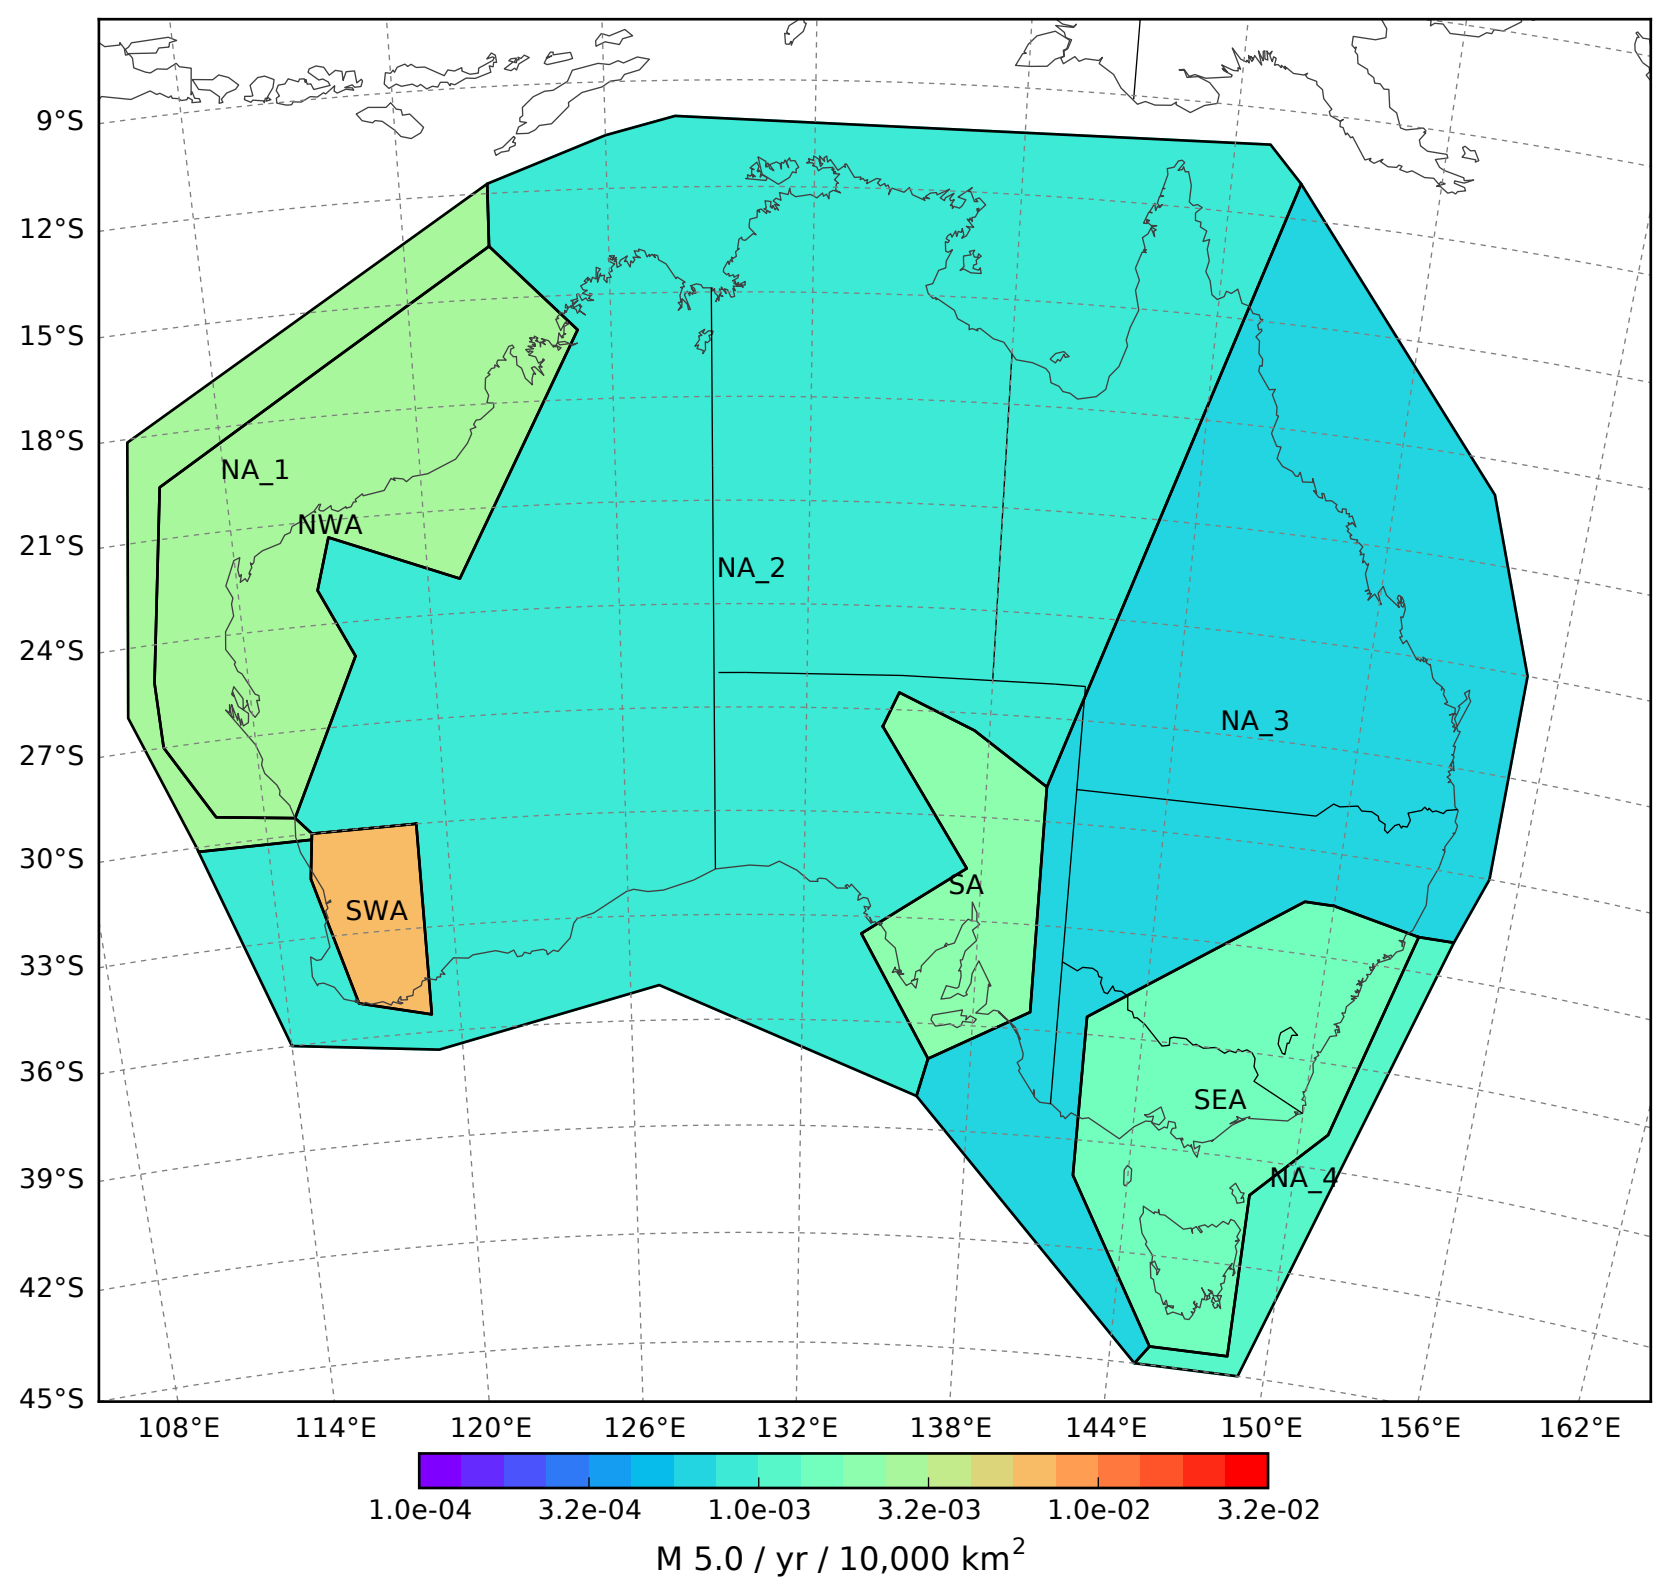 9°S
12°S
15°S
18°S
NA_1
NWA
21°S
NA_2
24°S
NA_3
27°S
30°S
SA
SWA
33°S
36°S
SEA
39°S
NA_4
42°S
45°S
108°E 114°E 120°E 126°E 132°E 138°E 144°E 150°E 156°E 162°E
1.0e-04 3.2e-04 1.0e-03 3.2e-03 1.0e-02 3.2e-02
M 5.0 / yr / 10,000 km²